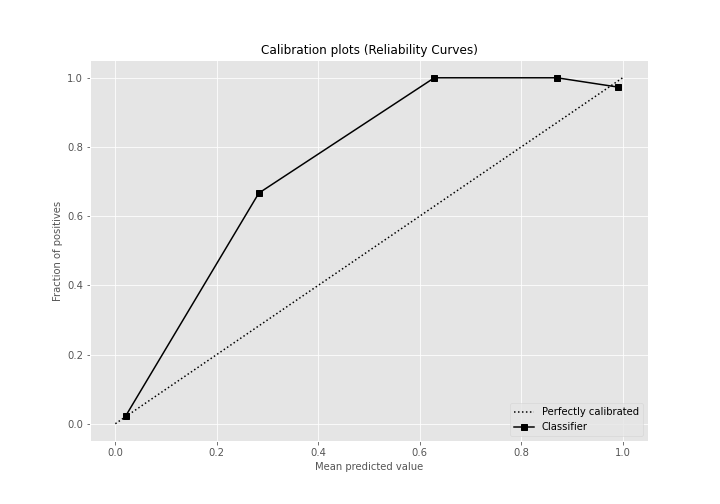 Calibration plots (Reliability Curves)
Fraction of positives
1.0
0.8
0.6
0.4
0.2
0.0
0.0 0.2 0.4 0.6 0.8 1.0
Mean predicted value
Perfectly calibrated
Classifier